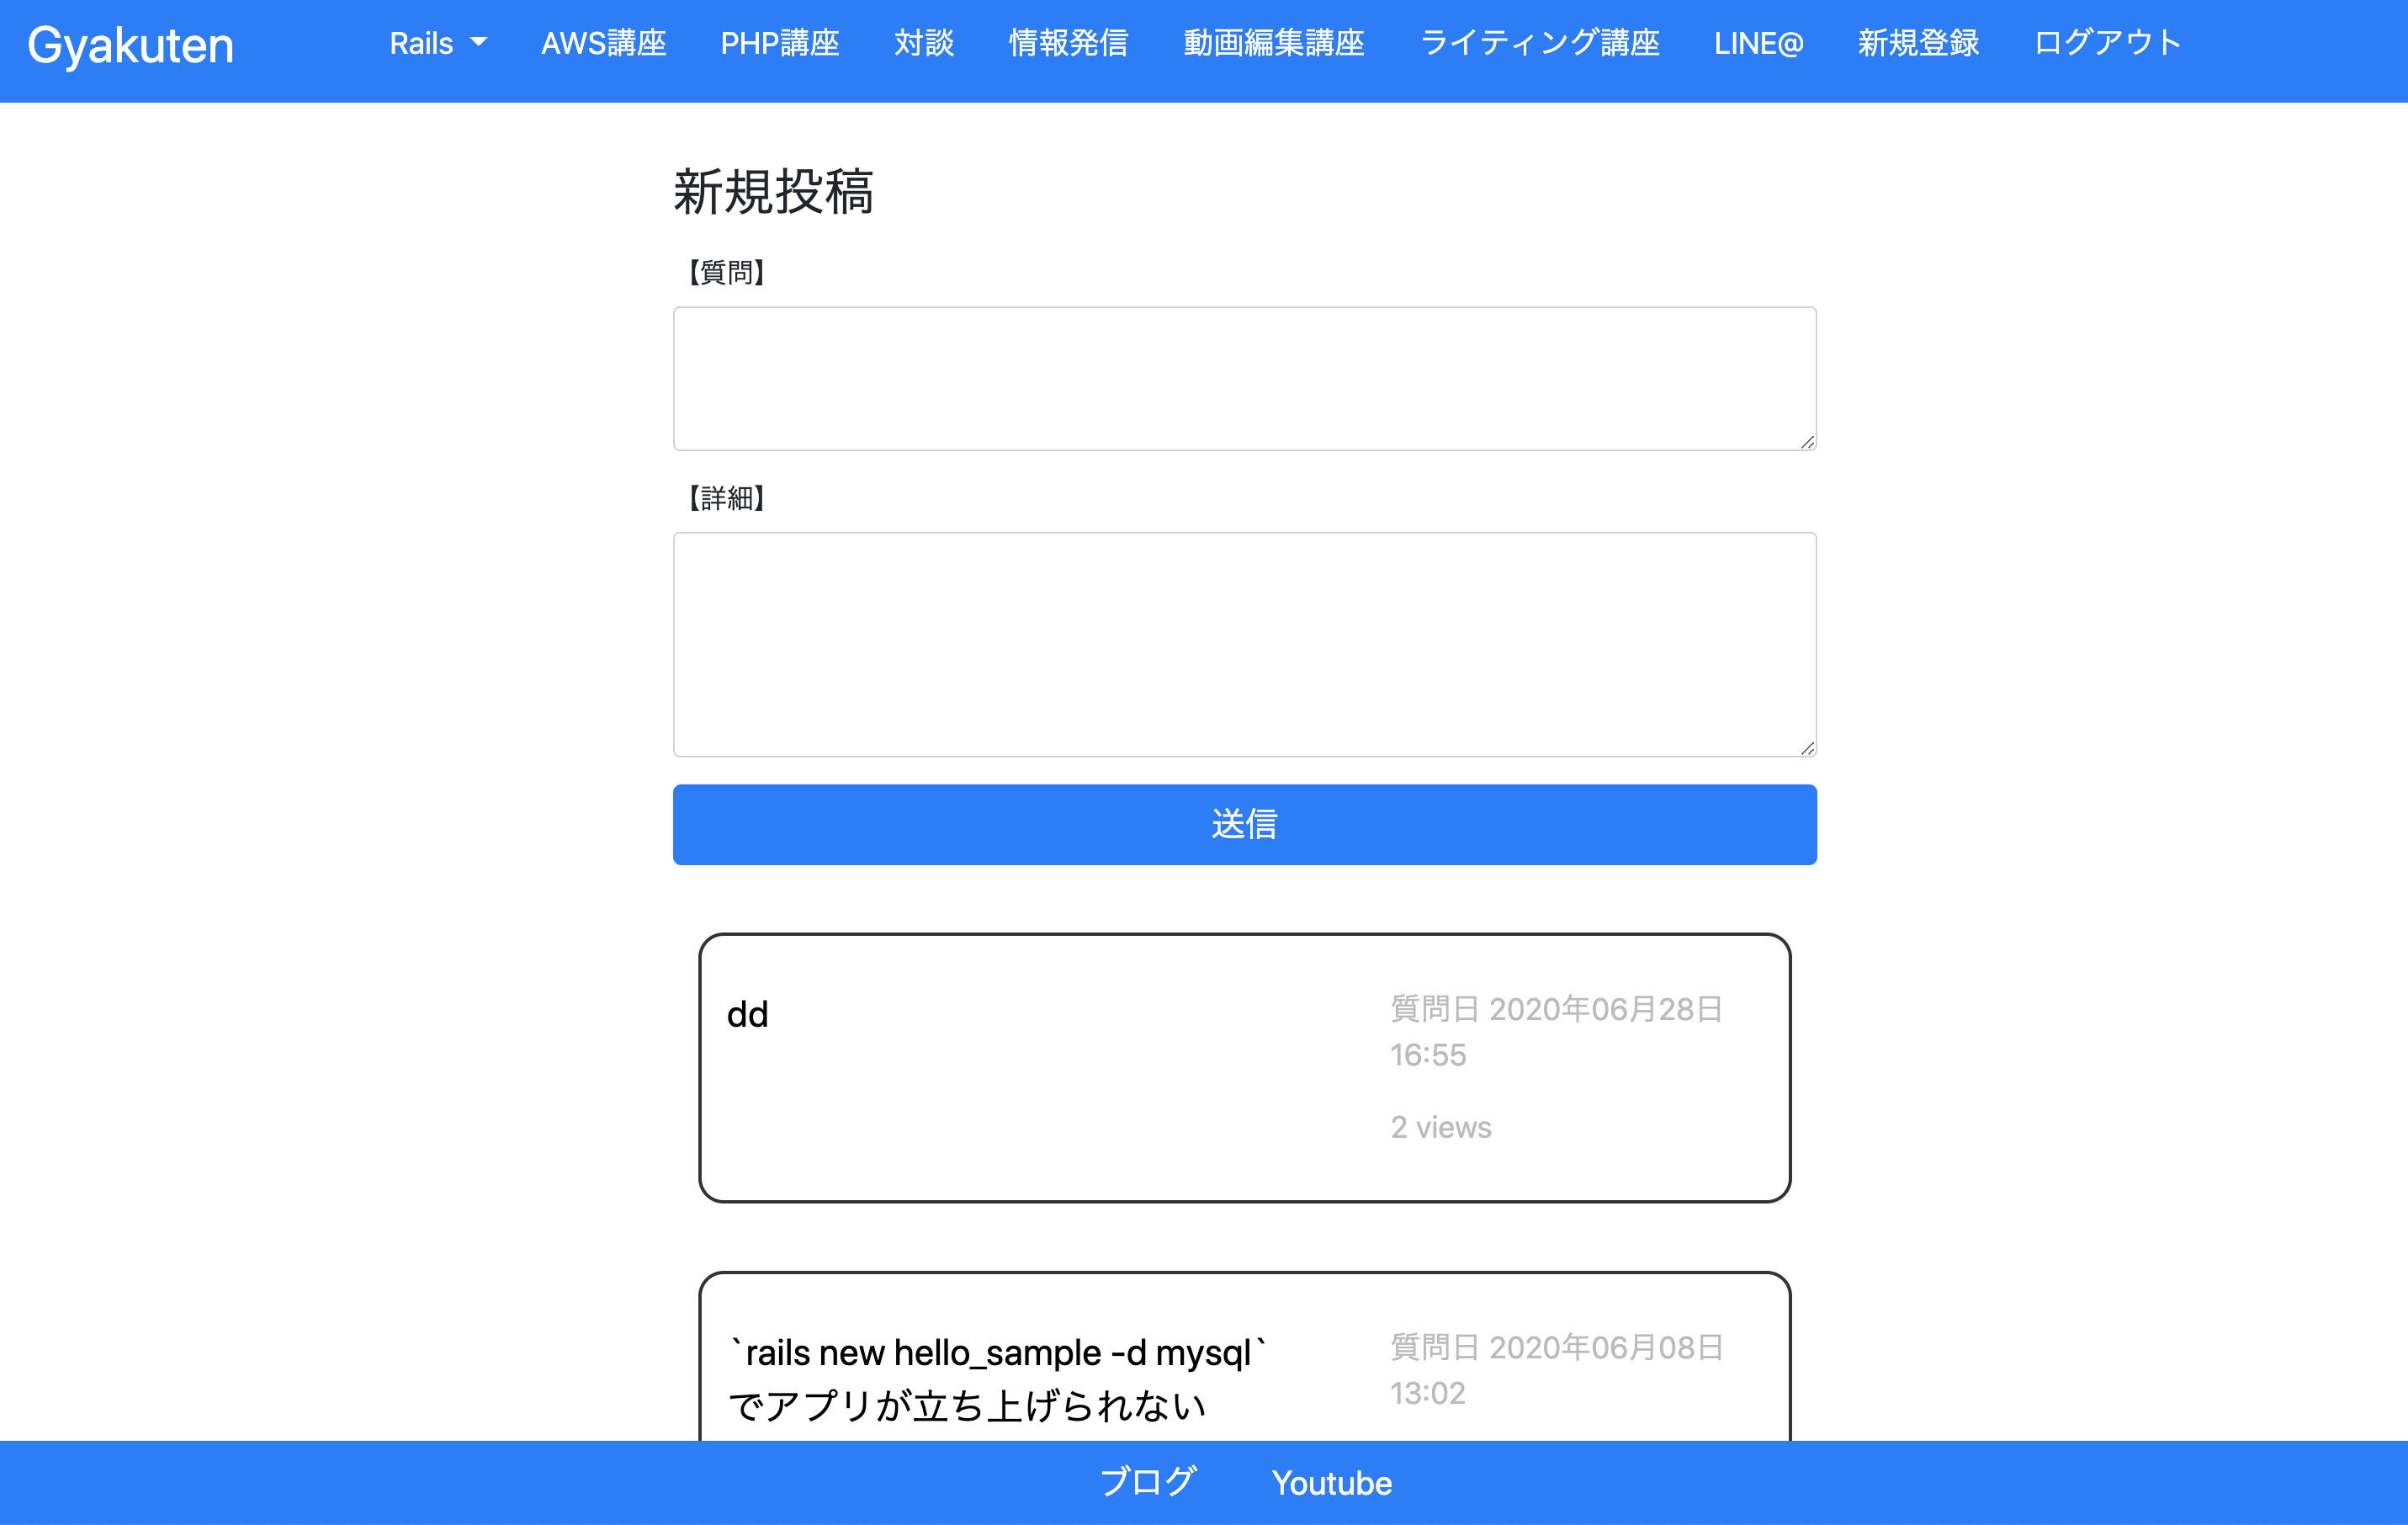 Gyakuten Rails AWS講座 PHP講座 対談 情報発信 動画編集講座 ライティング講座 LINE@ 新規登録 ログアウト
新規投稿
【質問】
【詳細】
送信
dd
質問日 2020年06月28日
16:55
2 views
`rails new hello_sample -d mysql`
でアプリが立ち上げられない
質問日 2020年06月08日
13:02
ブログ Youtube